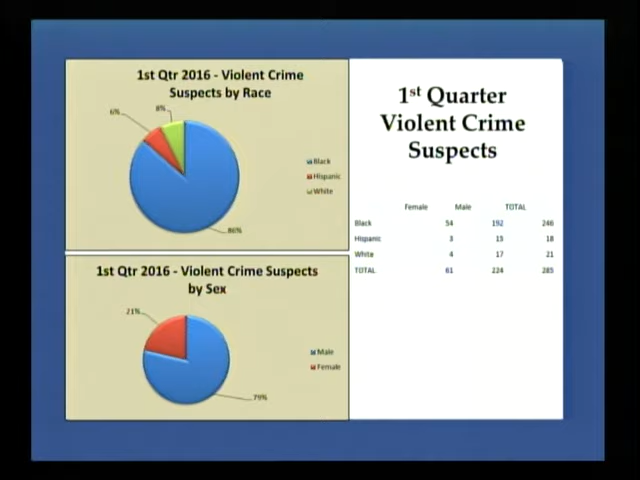 1st Qtr 2016 - Violent Crime
Suspects by Race
6%
8%
86%
Black
Hispanic
White
1st Qtr 2016 - Violent Crime Suspects
by Sex
21%
79%
Male
Female
1st Quarter
Violent Crime
Suspects
Female Male TOTAL
Black 54 192 246
Hispanic 3 15 18
White 4 17 21
TOTAL 61 224 285